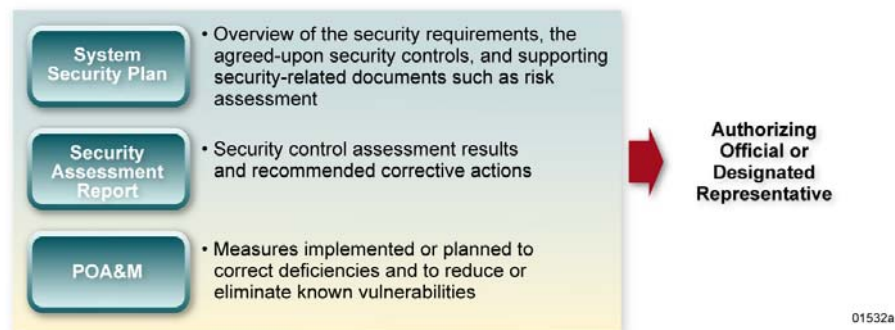 System
Security Plan
• Overview of the security requirements, the
agreed-upon security controls, and supporting
security-related documents such as risk
assessment
Security
Assessment
Report
• Security control assessment results
and recommended corrective actions
POA&M
• Measures implemented or planned to
correct deficiencies and to reduce or
eliminate known vulnerabilities
Authorizing
Official or
Designated
Representative
01532a